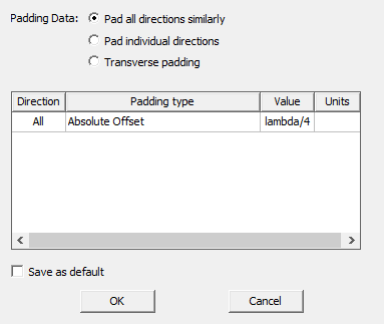 Padding Data: Pad all directions similarly
Pad individual directions
Transverse padding
Direction Padding type Value Units
All Absolute Offset lambda/4
Save as default
OK Cancel